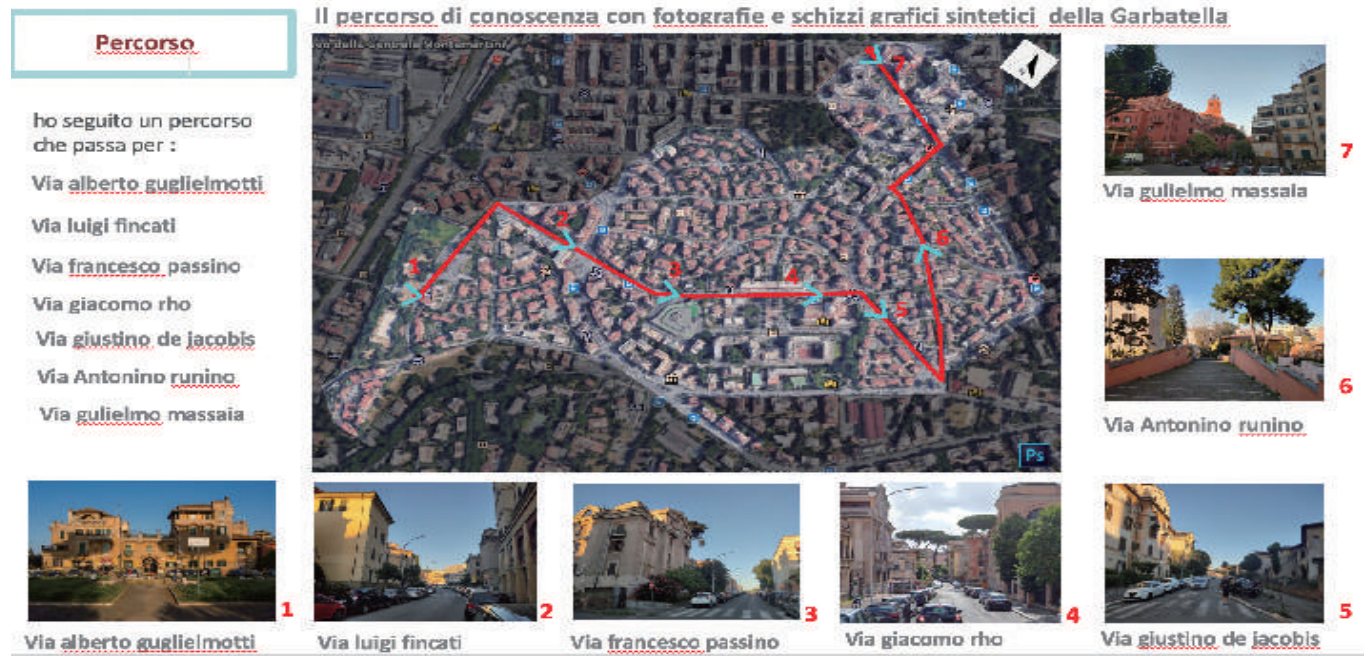 Il percorso di conoscenza con fotografie e schizzi grafici sintetici della Garbatella
Percorso
ho seguito un percorso
che passa per :
Via alberto guglielmotti
Via luigi fincati
Via francesco passino
Via giacomo rho
Via giustino de jacobis
Via Antonino runino
Via gulielmo massaia
della Centrale Montemartini
1
2
3
4
5
6
7
Ps
7
Via gulielmo massaia
6
Via Antonino runino
1
Via alberto guglielmotti
2
Via luigi fincati
3
Via francesco passino
4
Via giacomo rho
5
Via giustino de jacobis